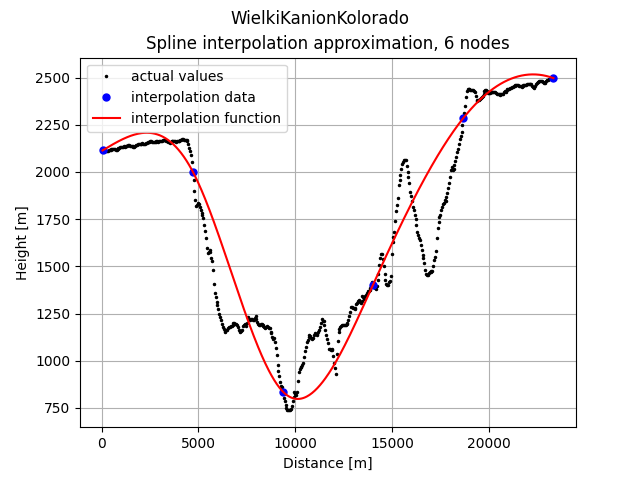 WielkiKanionKolorado
Spline interpolation approximation, 6 nodes
actual values
interpolation data
interpolation function
2500
2250
2000
1750
1500
1250
1000
750
Height [m]
0
5000
10000
15000
20000
Distance [m]